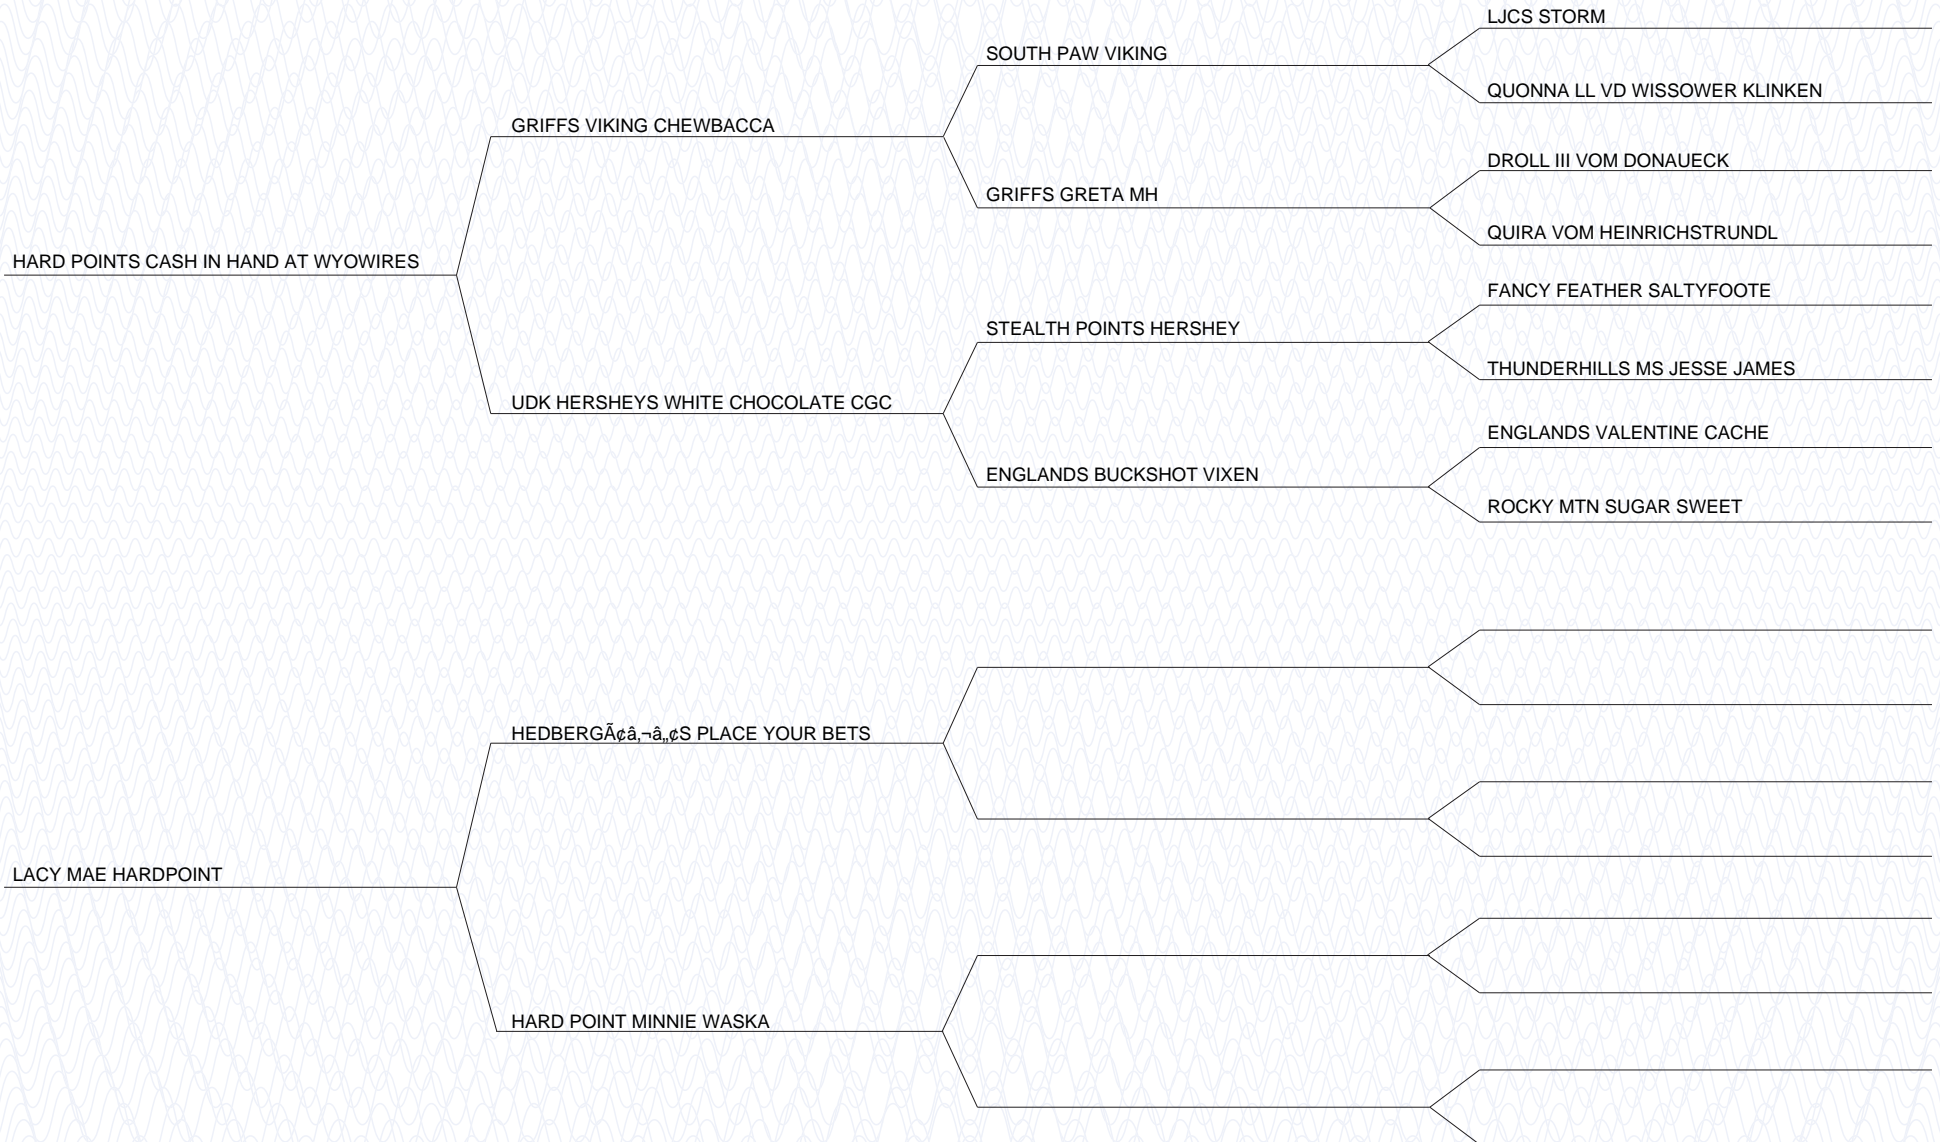 LJCS STORM
SOUTH PAW VIKING
QUONNA LL VD WISSOWER KLINKEN
GRIFFS VIKING CHEWBACCA
DROLL III VOM DONAUECK
GRIFFS GRETA MH
QUIRA VOM HEINRICHSTRUNDL
HARD POINTS CASH IN HAND AT WYOWIRES
FANCY FEATHER SALTYFOOTE
STEALTH POINTS HERSHEY
THUNDERHILLS MS JESSE JAMES
UDK HERSHEYS WHITE CHOCOLATE CGC
ENGLANDS VALENTINE CACHE
ENGLANDS BUCKSHOT VIXEN
ROCKY MTN SUGAR SWEET
HEDBERGÃ¢â‚¬â„¢S PLACE YOUR BETS
LACY MAE HARDPOINT
HARD POINT MINNIE WASKA